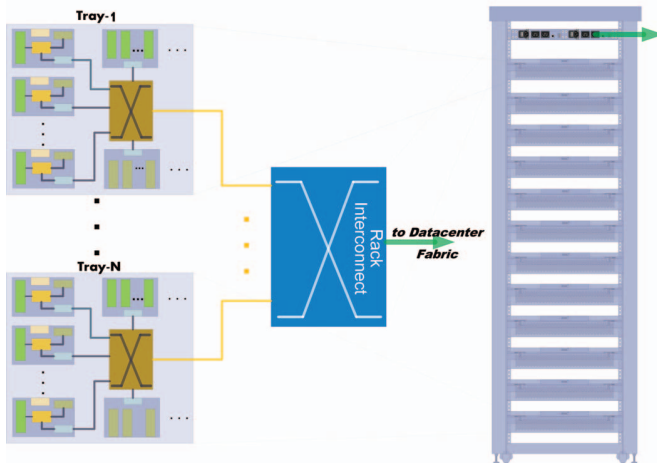 Tray-1
Rack
Interconnect
to Datacenter
Fabric
Tray-N